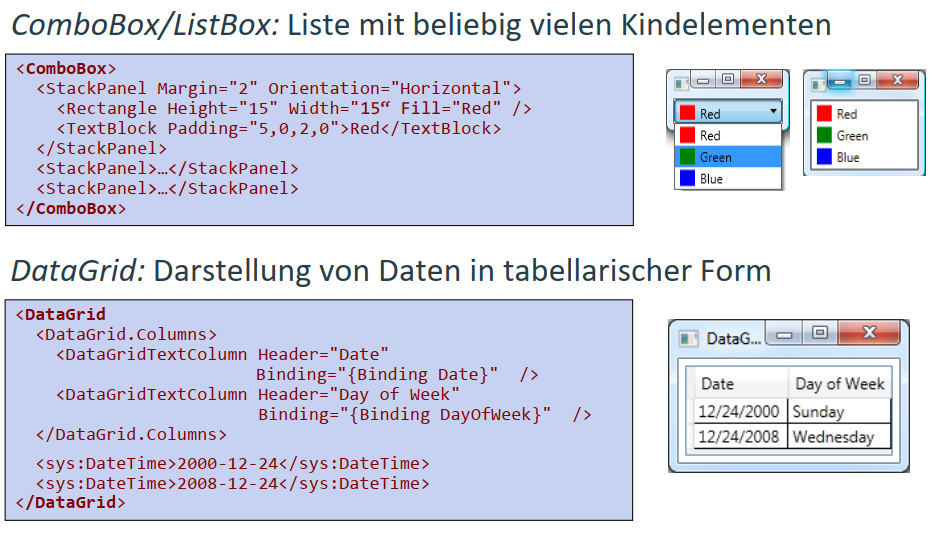 ComboBox/ListBox: Liste mit beliebig vielen Kindelementen
<ComboBox>
<StackPanel Margin="2" Orientation="Horizontal">
<Rectangle Height="15" Width="15“ Fill="Red" />
<TextBlock Padding="5,0,2,0">Red</TextBlock>
</StackPanel>
<StackPanel>…</StackPanel>
<StackPanel>…</StackPanel>
</ComboBox>
Red
Red
Green
Blue
Red
Green
Blue
DataGrid: Darstellung von Daten in tabellarischer Form
<DataGrid
<DataGrid.Columns>
<DataGridTextColumn Header="Date"
Binding="{Binding Date}" />
<DataGridTextColumn Header="Day of Week"
Binding="{Binding DayOfWeek}" />
</DataGrid.Columns>
<sys:DateTime>2000-12-24</sys:DateTime>
<sys:DateTime>2008-12-24</sys:DateTime>
</DataGrid>
DataG...
Date Day of Week
12/24/2000 Sunday
12/24/2008 Wednesday